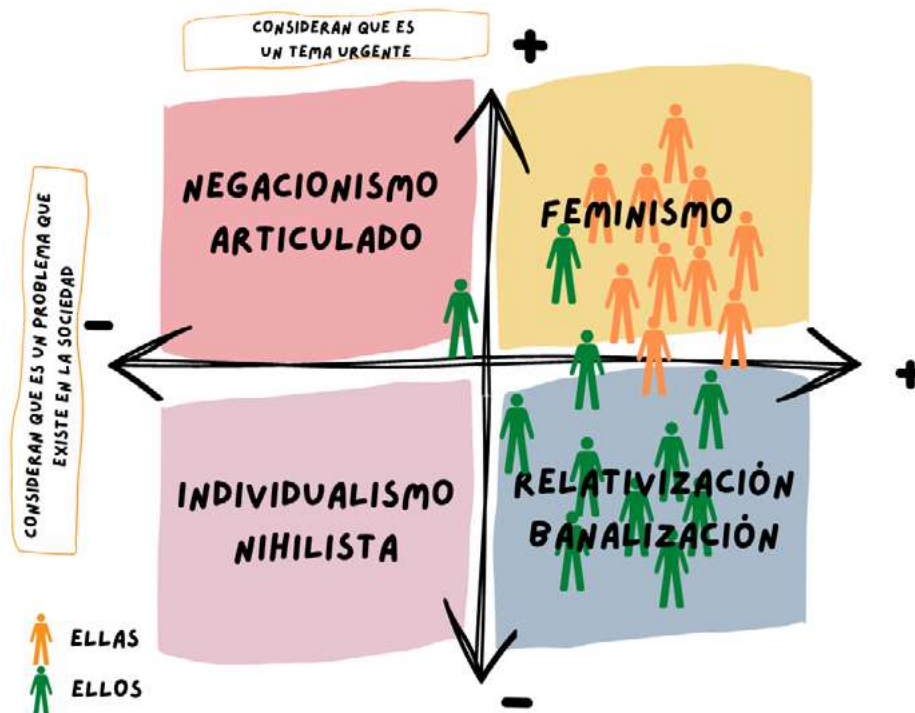 CONSIDERAN QUE ES
UN TEMA URGENTE
+
NEGACIONISMO
ARTICULADO
FEMINISMO
CONSIDERAN QUE ES UN PROBLEMA QUE
EXISTE EN LA SOCIEDAD
-
+
INDIVIDUALISMO
NIHILISTA
RELATIVIZACIÓN
BANALIZACIÓN
ELLAS
ELLOS
-